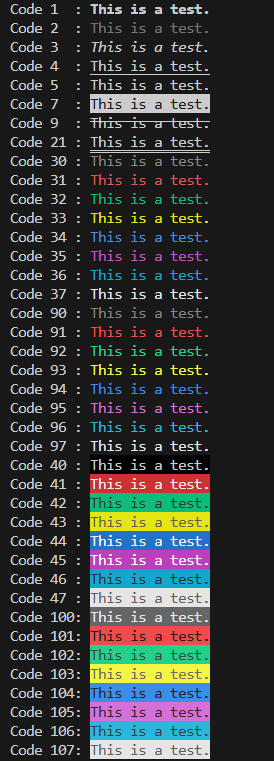 Code 1  : This is a test.
Code 2  : This is a test.
Code 3  : This is a test.
Code 4  : This is a test.
Code 5  : This is a test.
Code 7  : This is a test.
Code 9  : This is a test.
Code 21 : This is a test.
Code 30 : This is a test.
Code 31 : This is a test.
Code 32 : This is a test.
Code 33 : This is a test.
Code 34 : This is a test.
Code 35 : This is a test.
Code 36 : This is a test.
Code 37 : This is a test.
Code 90 : This is a test.
Code 91 : This is a test.
Code 92 : This is a test.
Code 93 : This is a test.
Code 94 : This is a test.
Code 95 : This is a test.
Code 96 : This is a test.
Code 97 : This is a test.
Code 40 : This is a test.
Code 41 : This is a test.
Code 42 : This is a test.
Code 43 : This is a test.
Code 44 : This is a test.
Code 45 : This is a test.
Code 46 : This is a test.
Code 47 : This is a test.
Code 100: This is a test.
Code 101: This is a test.
Code 102: This is a test.
Code 103: This is a test.
Code 104: This is a test.
Code 105: This is a test.
Code 106: This is a test.
Code 107: This is a test.